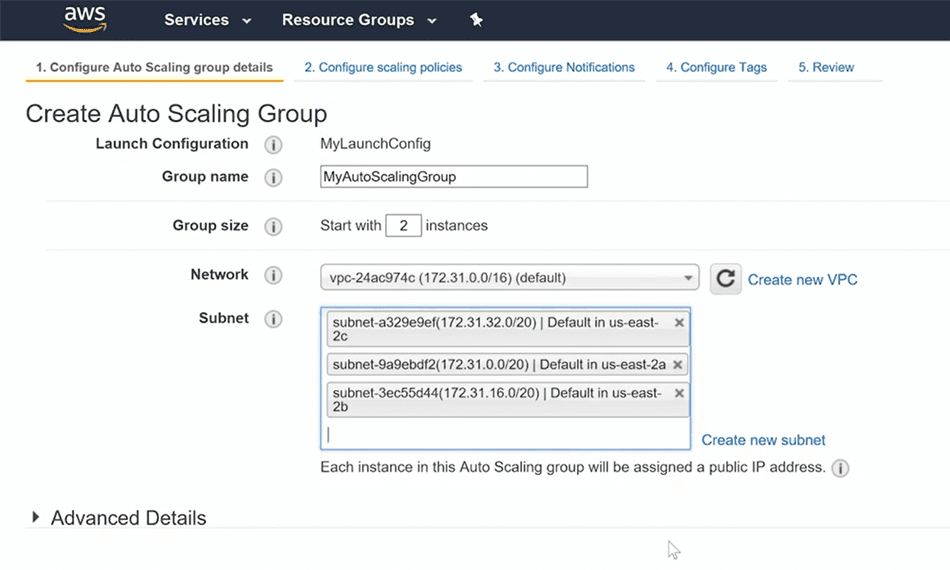 aws Services Resource Groups
1. Configure Auto Scaling group details 2. Configure scaling policies 3. Configure Notifications 4. Configure Tags 5. Review
Create Auto Scaling Group
Launch Configuration i MyLaunchConfig
Group name i MyAutoScalingGroup
Group size i Start with 2 instances
Network i vpc-24ac974c (172.31.0.0/16) (default) Create new VPC
Subnet i subnet-a329e9ef(172.31.32.0/20) | Default in us-east-
2c
subnet-9a9ebdf2(172.31.0.0/20) | Default in us-east-2a
subnet-3ec55d44(172.31.16.0/20) | Default in us-east-
2b
Create new subnet
Each instance in this Auto Scaling group will be assigned a public IP address. i
Advanced Details